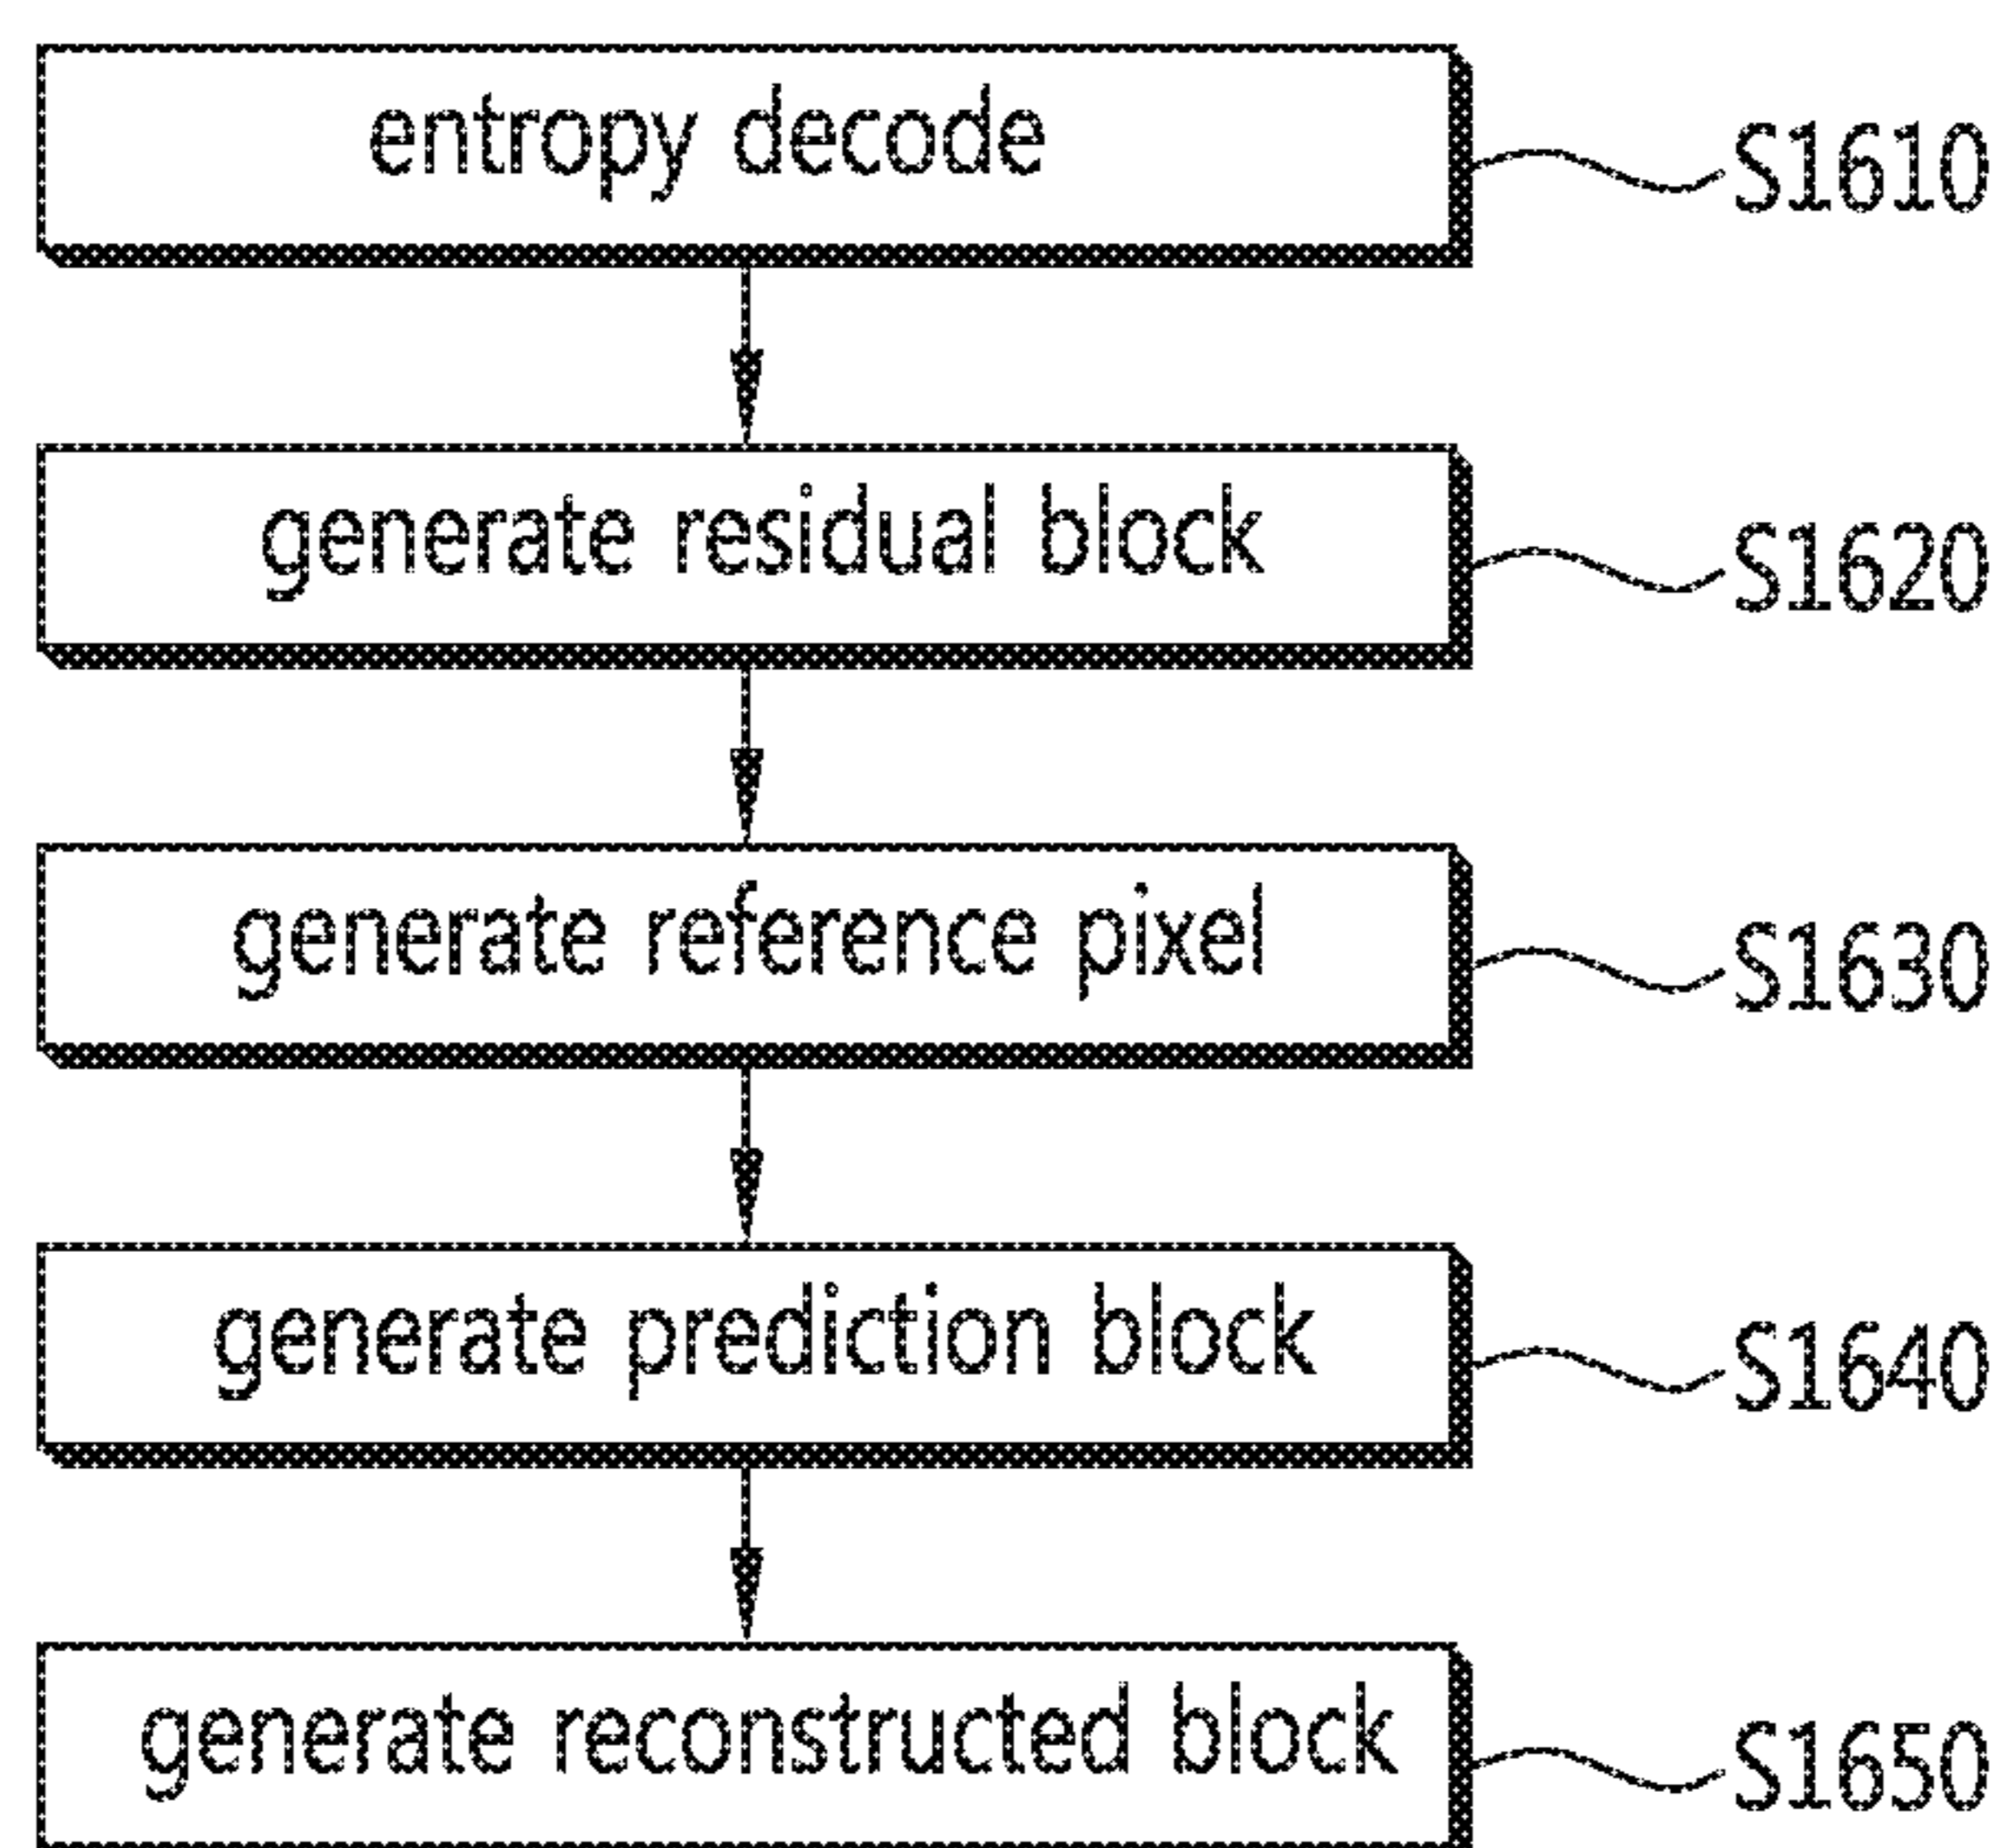 entropy decode
S1610
generate residual block
S1620
generate reference pixel
S1630
generate prediction block
S1640
generate reconstructed block
S1650